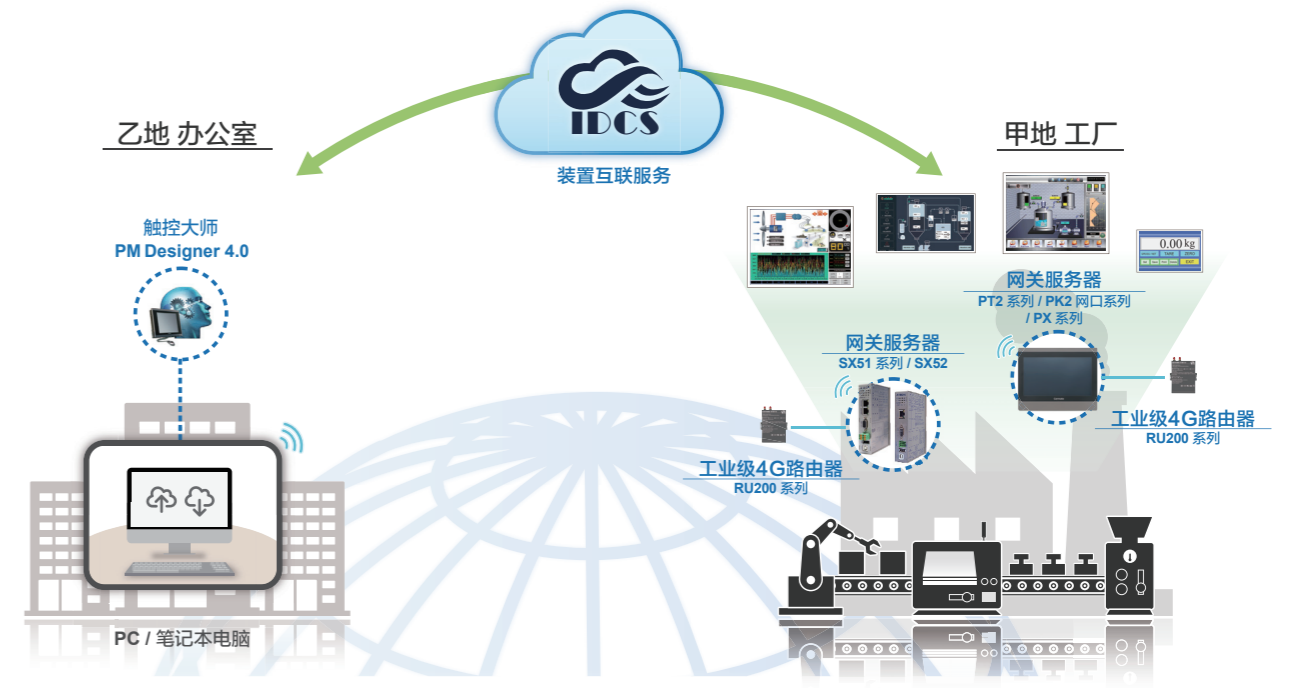 IDCS
装置互联服务
乙地 办公室
甲地 工厂
触控大师
PM Designer 4.0
0.00 kg
TARE
ZERO
EXIT
网关服务器
PT2 系列 / PK2 网口系列
/ PX 系列
网关服务器
SX51 系列 / SX52
工业级4G路由器
RU200 系列
工业级4G路由器
RU200 系列
PC / 笔记本电脑